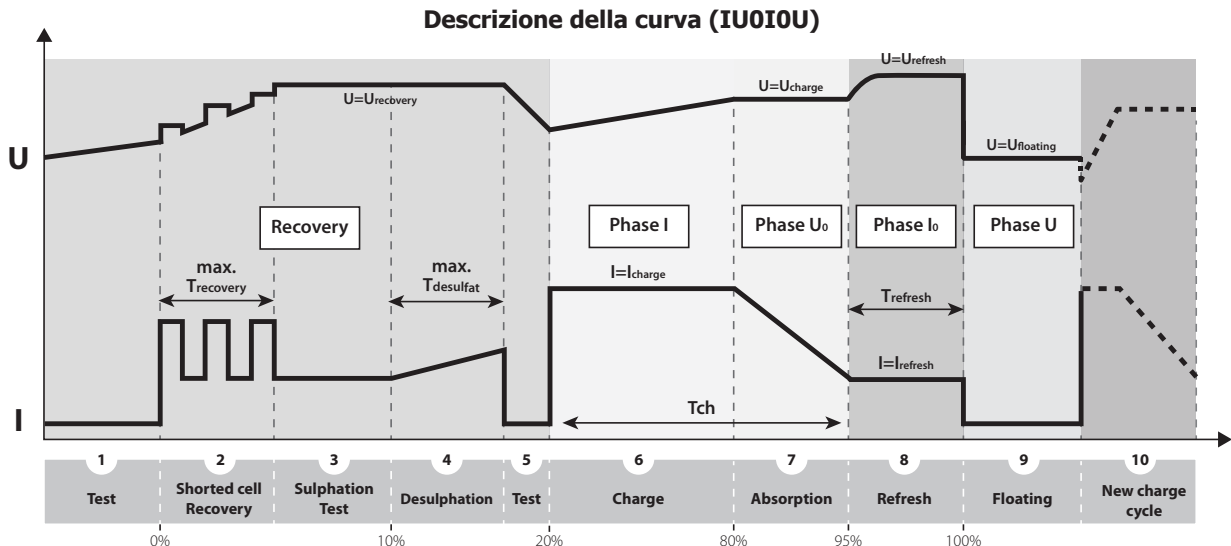 Descrizione della curva (IU0I0U)
U=Urefresh
U=Urecovery
U=Ucharge
U
U=Ufloating
Recovery
Phase I
Phase U0
Phase I0
Phase U
max.
Trecovery
max.
Tdesulfat
I=Icharge
Trefresh
I=Irefresh
Tch
I
1
2
3
4
5
6
7
8
9
10
Test
Shorted cell
Recovery
Sulphation
Test
Desulphation
Test
Charge
Absorption
Refresh
Floating
New charge
cycle
0%
10%
20%
80%
95%
100%